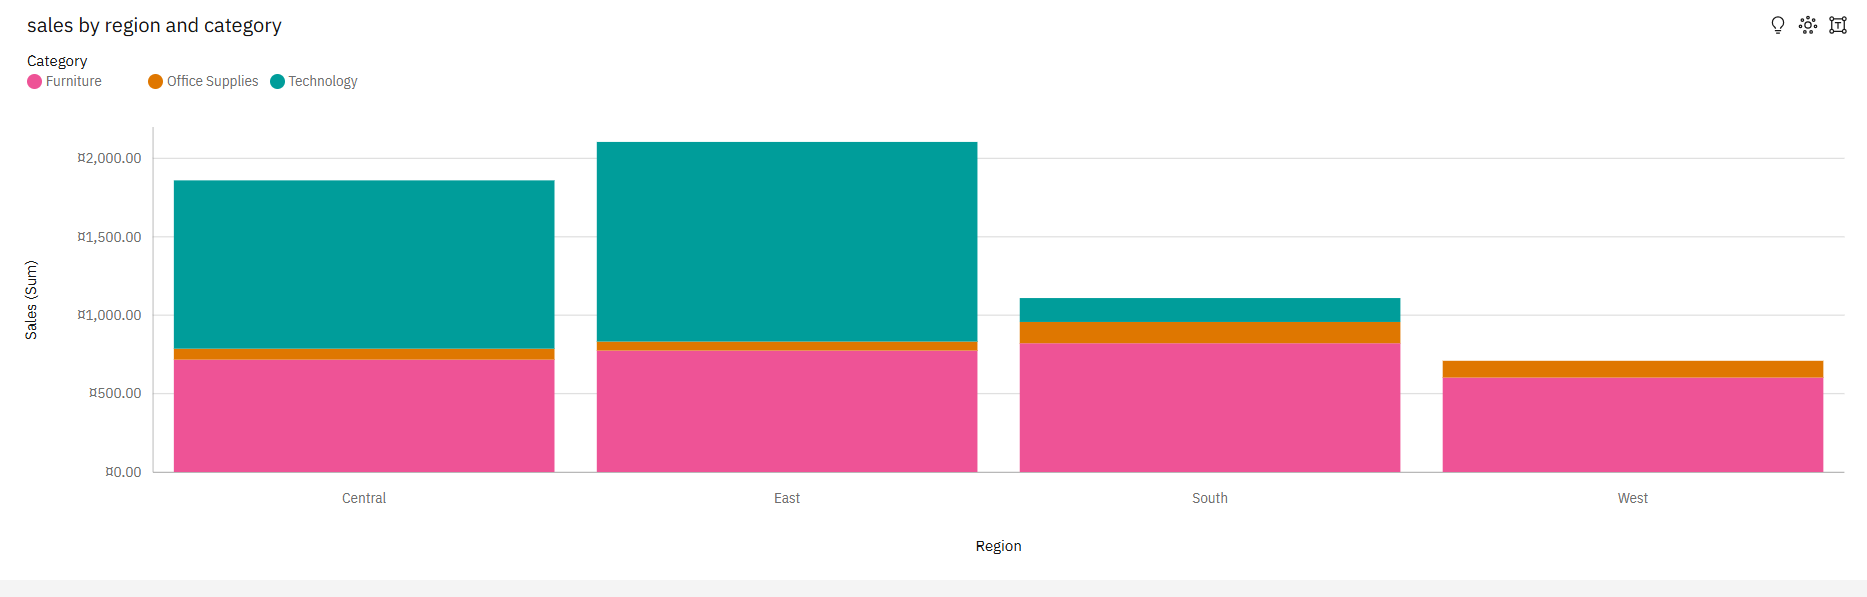 sales by region and category
Category
Furniture
Office Supplies
Technology
¤2,000.00
¤1,500.00
¤1,000.00
¤500.00
¤0.00
Sales (Sum)
Central
East
South
West
Region